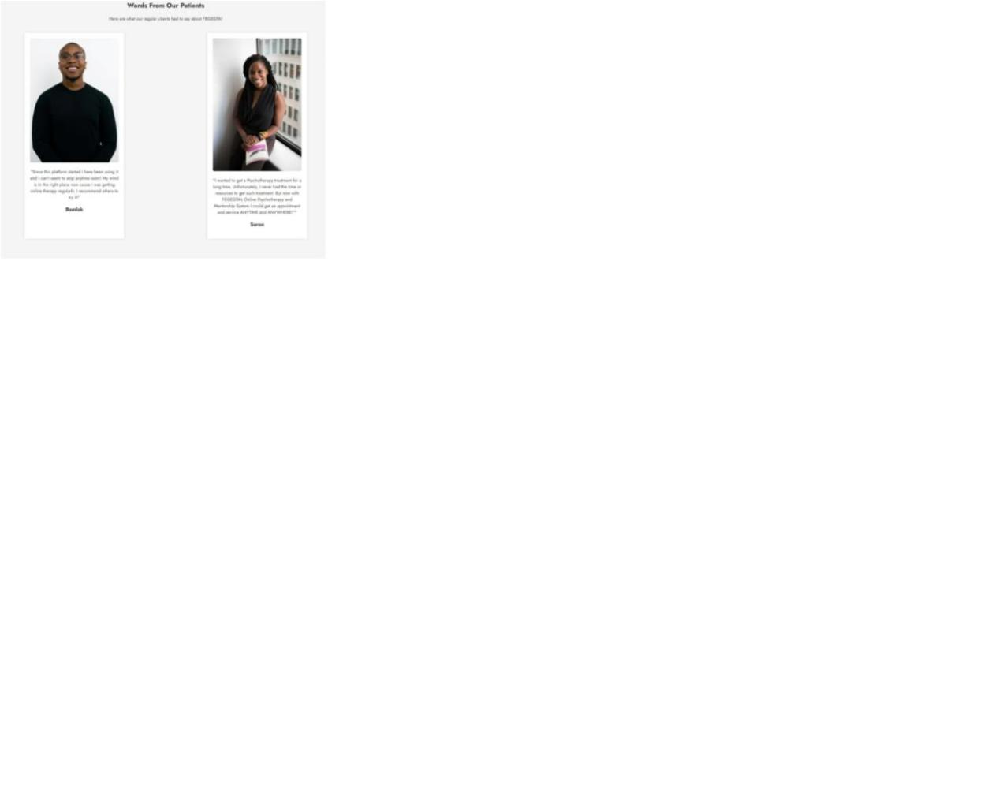 Words From Our Patients
Here are what our regular clients had to say about FEGEGTA!
"Since this platform started i have been using it
and i can't seem to stop anytime soon! My mind
is in the right place now cause i was getting
online therapy regularly. I recommend others to
try it!"
Bamlak
"I wanted to get a Psychotherapy treatment for a
long time. Unfortunately, I never had the time or
resources to get such treatment. But now with
Online Psychotherapy and
Mentorship System I could get an appointment
and service ANYTIME and ANYWHERE!""
Saron